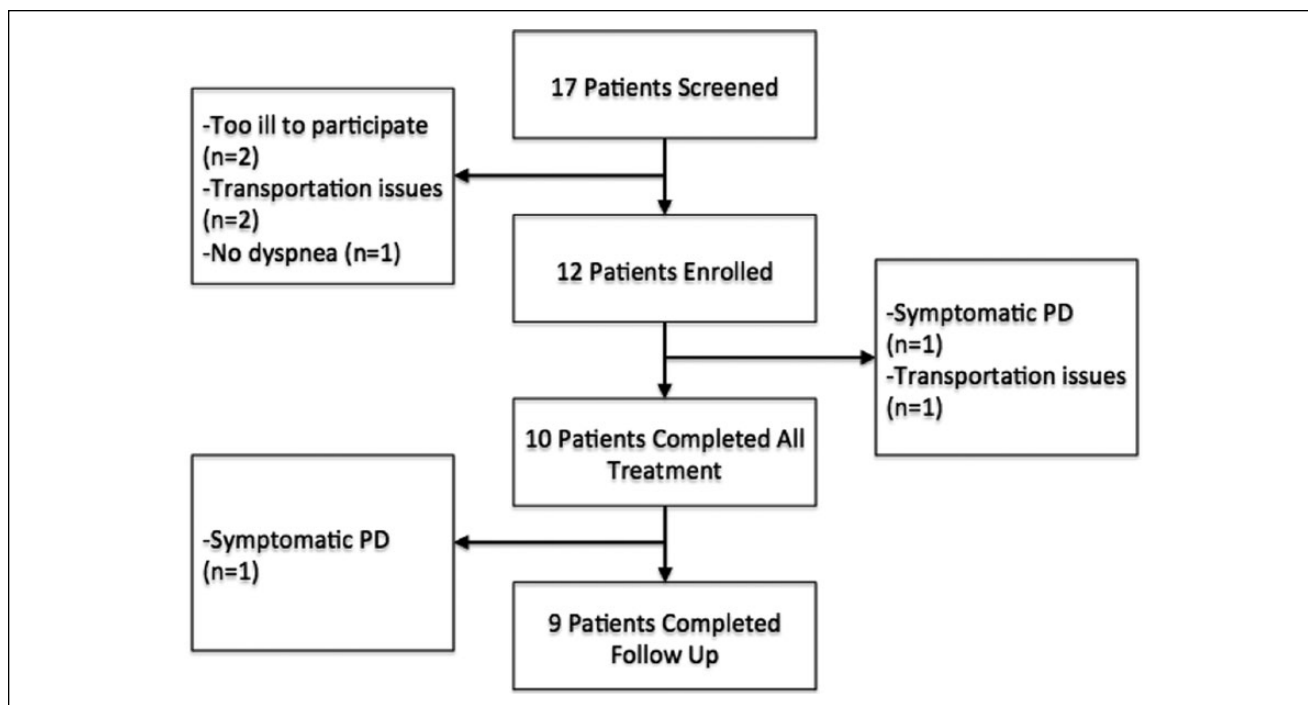 17 Patients Screened
-Too ill to participate
(n=2)
-Transportation issues
(n=2)
-No dyspnea (n=1)
12 Patients Enrolled
-Symptomatic PD
(n=1)
-Transportation issues
(n=1)
10 Patients Completed All
Treatment
-Symptomatic PD
(n=1)
9 Patients Completed
Follow Up